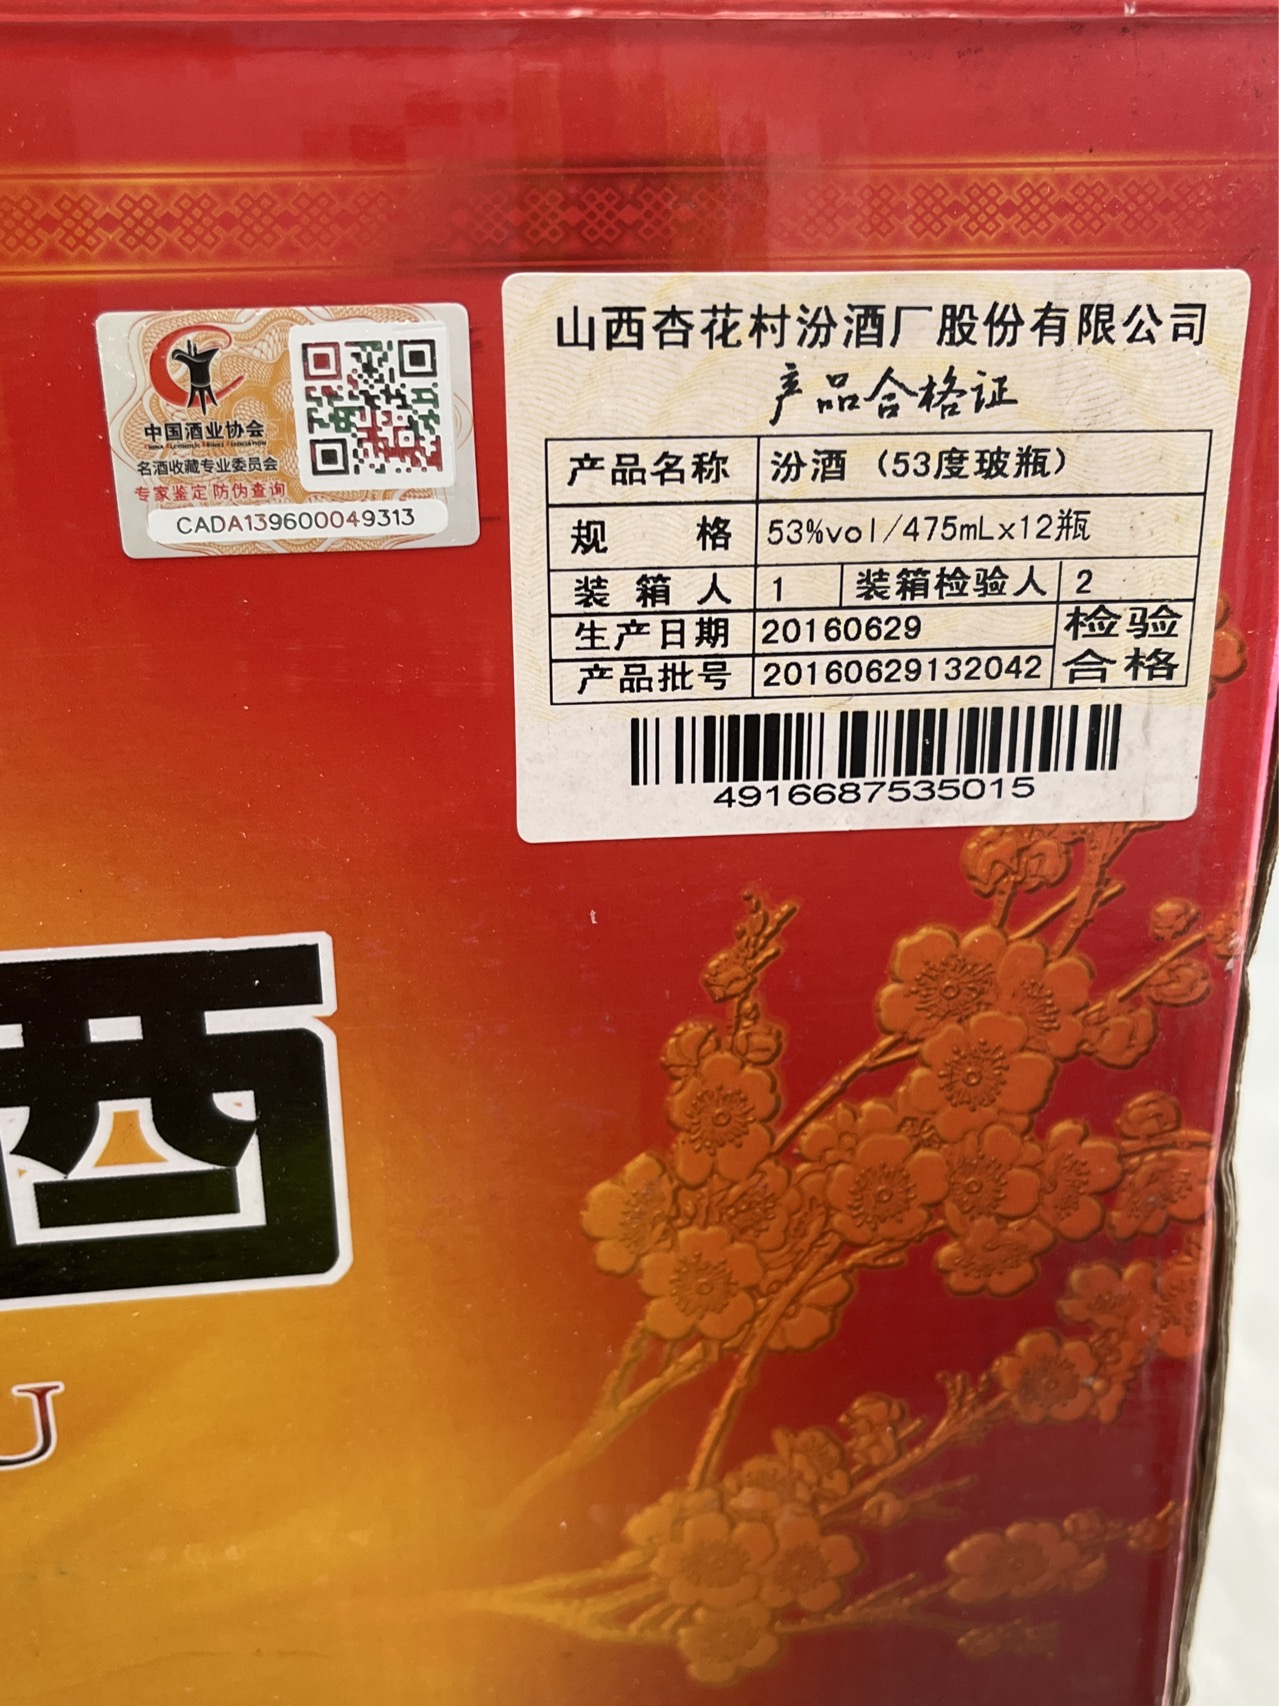 山西杏花村汾酒厂股份有限公司
产品合格证
产品名称 汾酒（53度玻瓶）
规 格 53%vol/475mLx12瓶
装 箱 人 1 装箱检验人 2
生产日期 20160629 检验
产品批号 20160629132042 合格
4916687535015
中国酒业协会
CHINA ALCOHOLIC DRINKS ASSOCIATION
名酒收藏专业委员会
专家鉴定 防伪查询
CADA139600049313
U